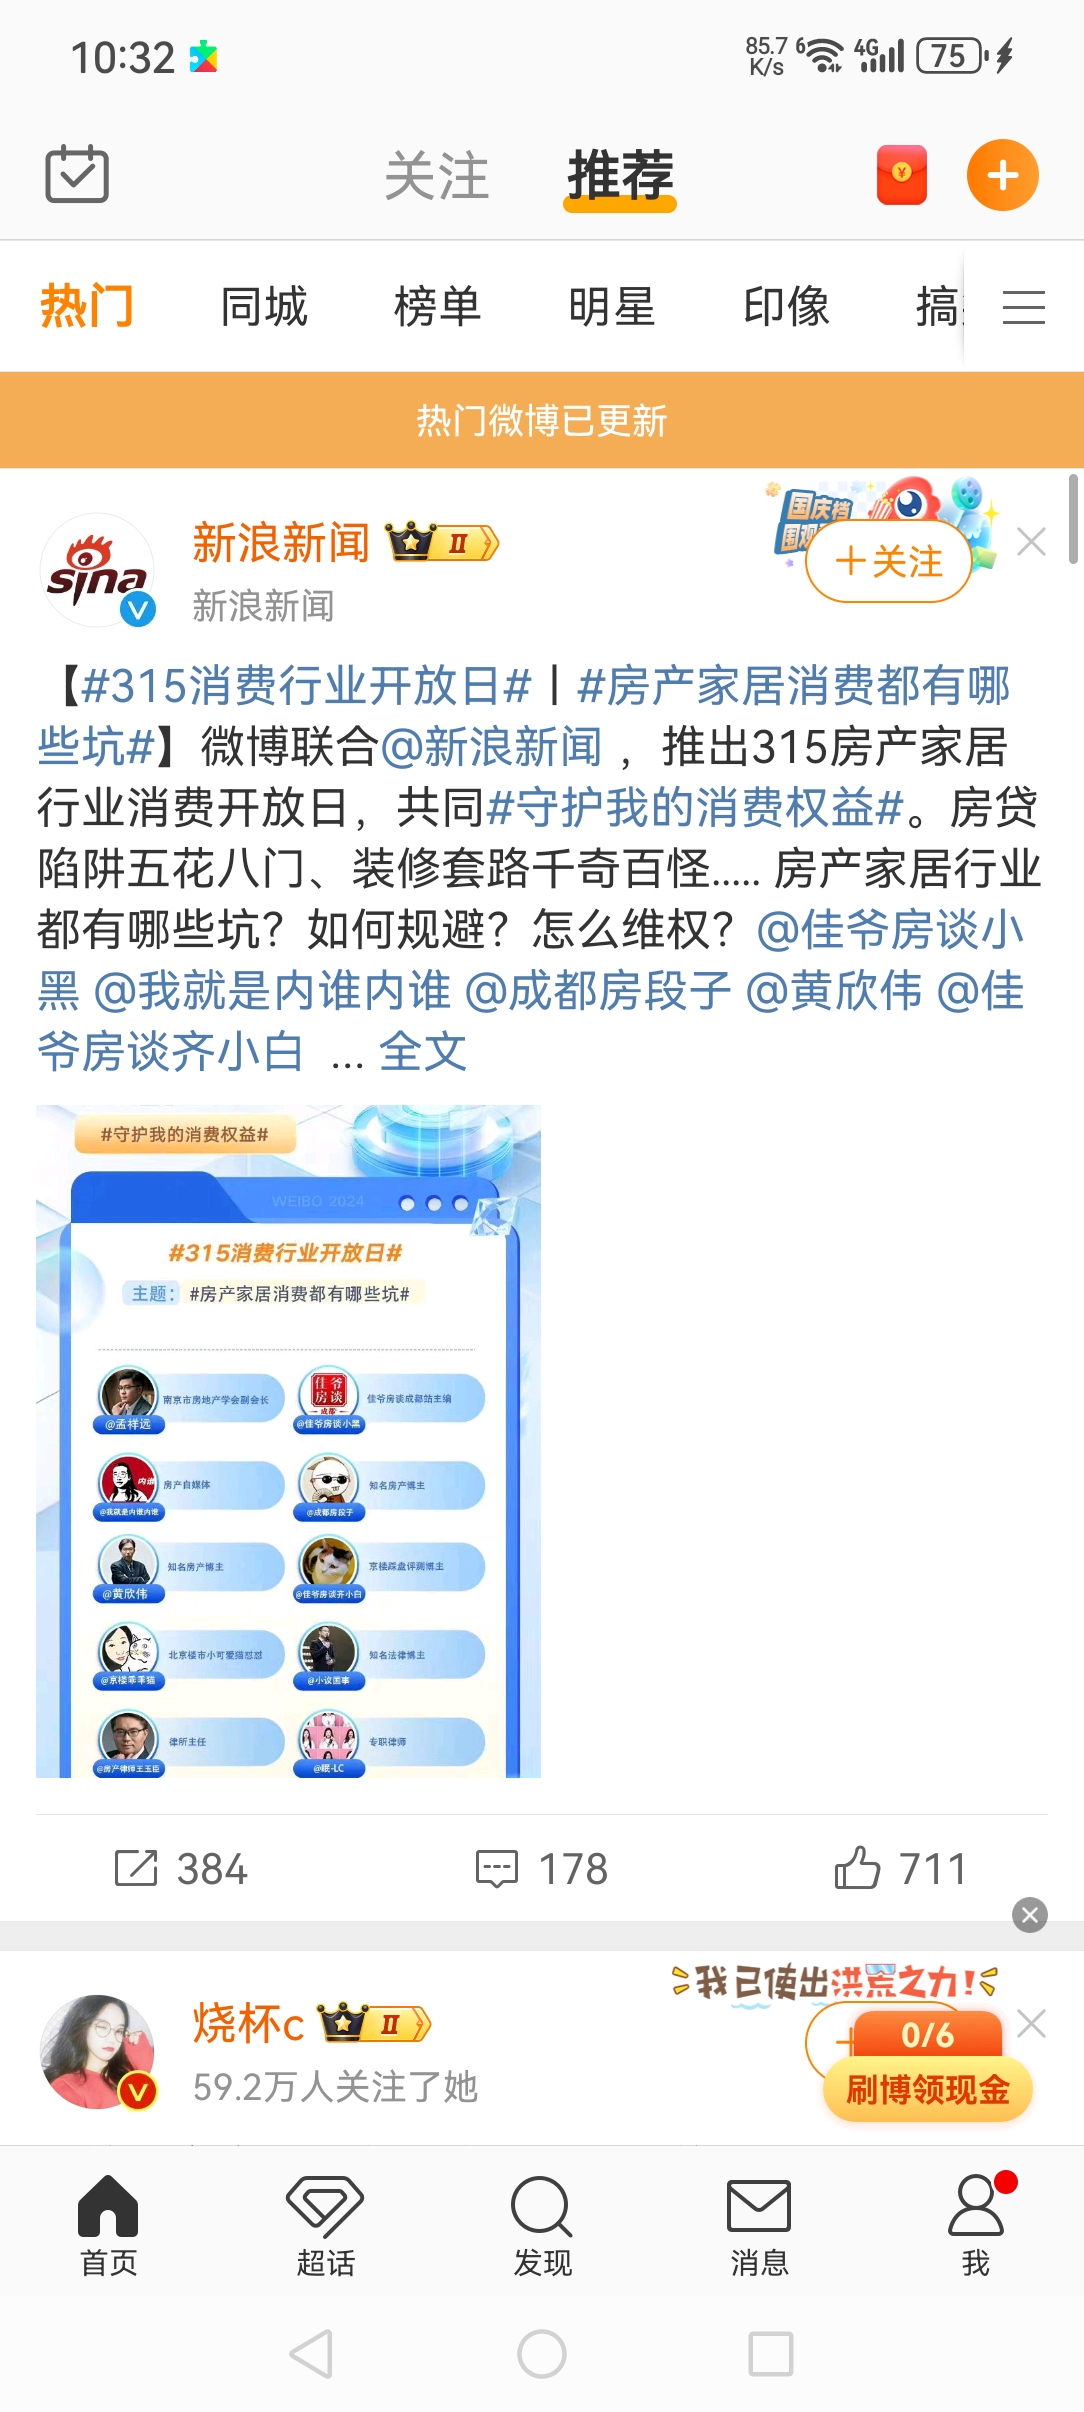 10:32
85.7 K/s
6
4G
75
关注 推荐
热门 同城 榜单 明星 印像 搞
热门微博已更新
新浪新闻 II
国庆档
国观
+关注
sina
新浪新闻
【#315消费行业开放日#丨#房产家居消费都有哪
些坑#】微博联合@新浪新闻 ，推出315房产家居
行业消费开放日，共同#守护我的消费权益#。房贷
陷阱五花八门、装修套路千奇百怪..... 房产家居行业
都有哪些坑？如何规避？怎么维权？@佳爷房谈小
黑 @我就是内谁内谁 @成都房段子 @黄欣伟 @佳
爷房谈齐小白 ... 全文
#守护我的消费权益#
WEIBO 2024
#315消费行业开放日#
主题： #房产家居消费都有哪些坑#
南京市房地产学会副会长
@孟祥远
佳爷房谈
成都
佳爷房谈成都站主编
@佳爷房谈小黑
内谁
房产自媒体
@我就是内谁内谁
知名房产博主
@成都房段子
知名房产博主
@黄欣伟
京楼踩盘评测博主
@佳爷房谈齐小白
北京楼市小可爱猫怼怼
@京楼乖乖猫
知名法律博主
@小议国事
律所主任
@房产律师王玉臣
专职律师
@眠-LC
384 178 711
我已使出洪荒之力!
烧杯c II
0/6
59.2万人关注了她
刷博领现金
首页 超话 发现 消息 我